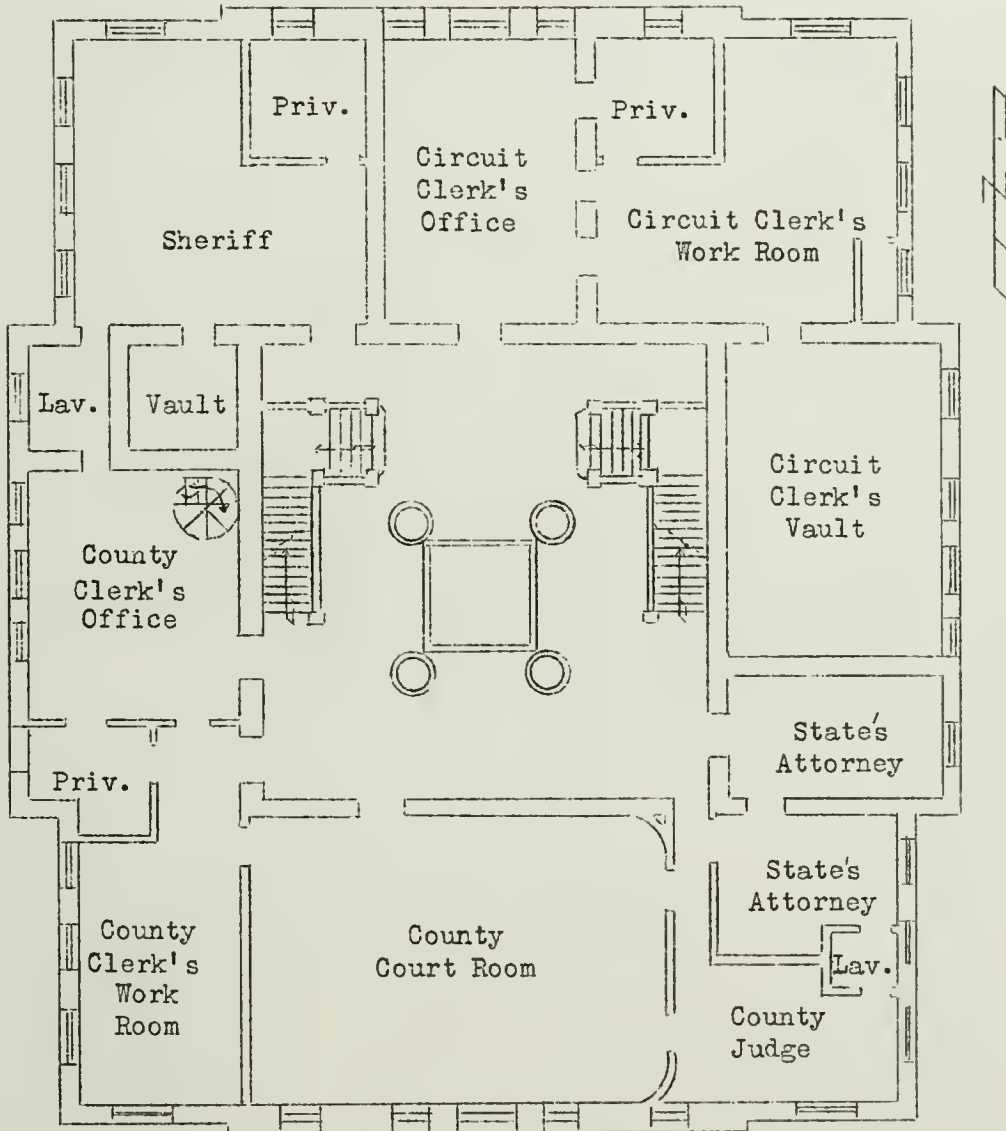 Priv.
Priv.
Circuit
Clerk's
Office
Sheriff
Circuit Clerk's
Work Room
Lav.
Vault
Circuit
Clerk's
Vault
County
Clerk's
Office
State's
Attorney
Priv.
State's
Attorney
County
Clerk's
Work
Room
County
Court Room
Lav.
County
Judge